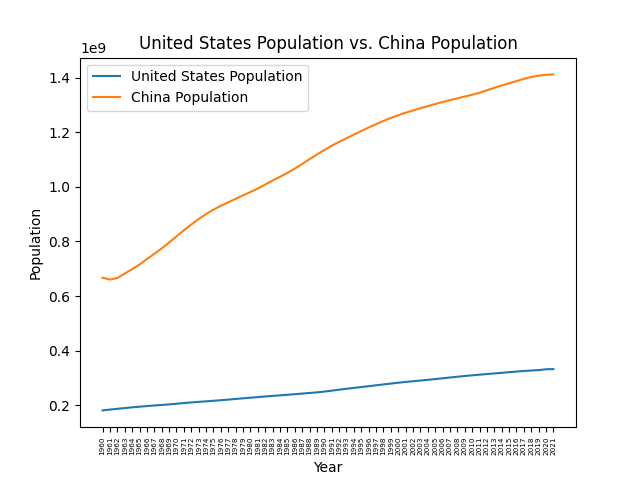 United States Population vs. China Population
1e9
United States Population
China Population
1.4
1.2
1.0
0.8
0.6
0.4
0.2
Population
1960 1961 1962 1963 1964 1965 1966 1967 1968 1969 1970 1971 1972 1973 1974 1975 1976 1977 1978 1979 1980 1981 1982 1983 1984 1985 1986 1987 1988 1989 1990 1991 1992 1993 1994 1995 1996 1997 1998 1999 2000 2001 2002 2003 2004 2005 2006 2007 2008 2009 2010 2011 2012 2013 2014 2015 2016 2017 2018 2019 2020 2021
Year